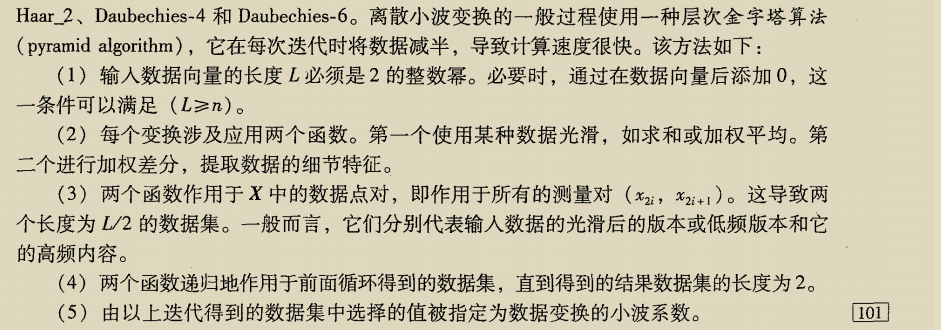 Haar_2、Daubechies-4 和 Daubechies-6。离散小波变换的一般过程使用一种层次金字塔算法
(pyramid algorithm)，它在每次迭代时将数据减半，导致计算速度很快。该方法如下：
（1）输入数据向量的长度 L 必须是 2 的整数幂。必要时，通过在数据向量后添加 0，这
一条件可以满足（L≥n）。
（2）每个变换涉及应用两个函数。第一个使用某种数据光滑，如求和或加权平均。第
二个进行加权差分，提取数据的细节特征。
（3）两个函数作用于 X 中的数据点对，即作用于所有的测量对（x2i，x2i+1）。这导致两
个长度为 L/2 的数据集。一般而言，它们分别代表输入数据的光滑后的版本或低频版本和它
的高频内容。
（4）两个函数递归地作用于前面循环得到的数据集，直到得到的结果数据集的长度为 2。
（5）由以上迭代得到的数据集中选择的值被指定为数据变换的小波系数。 101